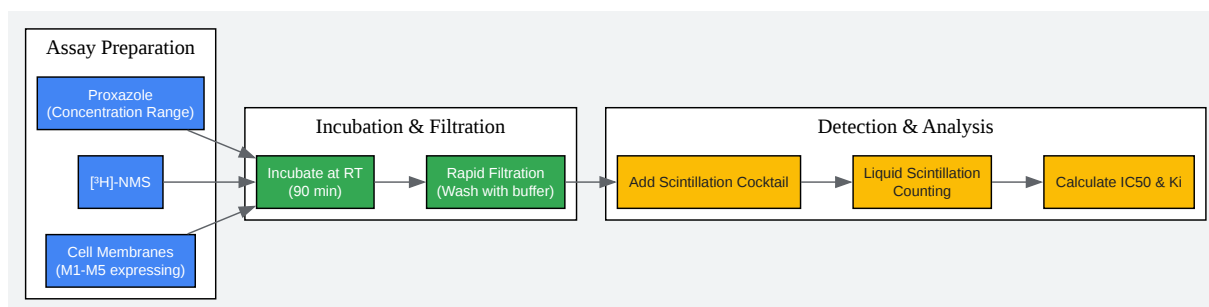 Assay Preparation
Proxazole
(Concentration Range)
[³H]-NMS
Cell Membranes
(M1-M5 expressing)
Incubation & Filtration
Incubate at RT
(90 min)
Rapid Filtration
(Wash with buffer)
Detection & Analysis
Add Scintillation Cocktail
Liquid Scintillation
Counting
Calculate IC50 & Ki